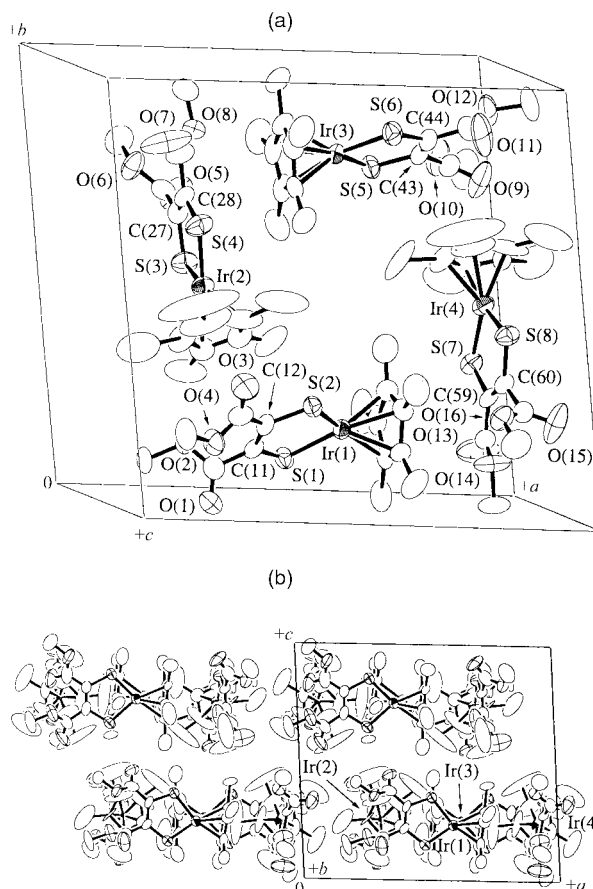 (a)
+b
O(12)
O(7) O(8)
S(6) C(44)
Ir(3)
O(11)
O(6)
O(5)
S(5) C(43) O(9)
C(28)
O(10)
C(27)
S(4)
S(3)
Ir(2)
Ir(4)
S(8)
O(3) S(7)
C(12) S(2)
C(59) C(60)
O(4)
O(16)
O(13)
O(2) C(11) Ir(1)
S(1)
O(15)
O(14)
0
O(1)
+a
+c
(b)
+c
Ir(2) Ir(3)
Ir(4
Ir(1)
+b
0 +a